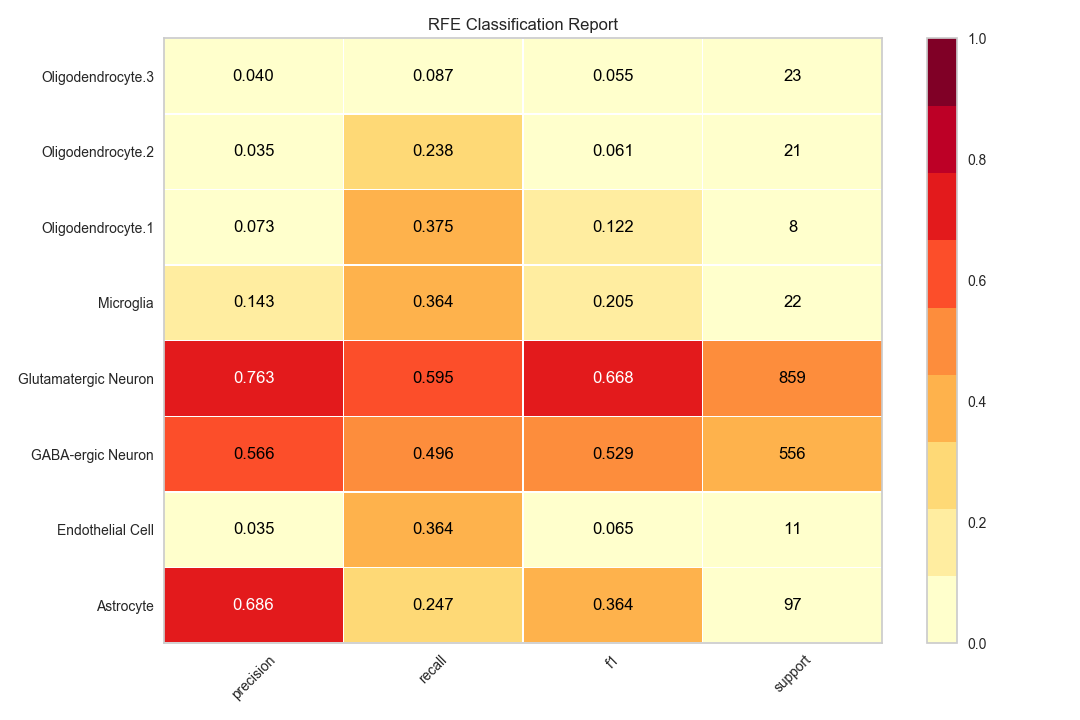 RFE Classification Report
Oligodendrocyte.3 0.040 0.087 0.055 23
Oligodendrocyte.2 0.035 0.238 0.061 21
Oligodendrocyte.1 0.073 0.375 0.122 8
Microglia 0.143 0.364 0.205 22
Glutamatergic Neuron 0.763 0.595 0.668 859
GABA-ergic Neuron 0.566 0.496 0.529 556
Endothelial Cell 0.035 0.364 0.065 11
Astrocyte 0.686 0.247 0.364 97
precision recall f1 support
1.0
0.8
0.6
0.4
0.2
0.0